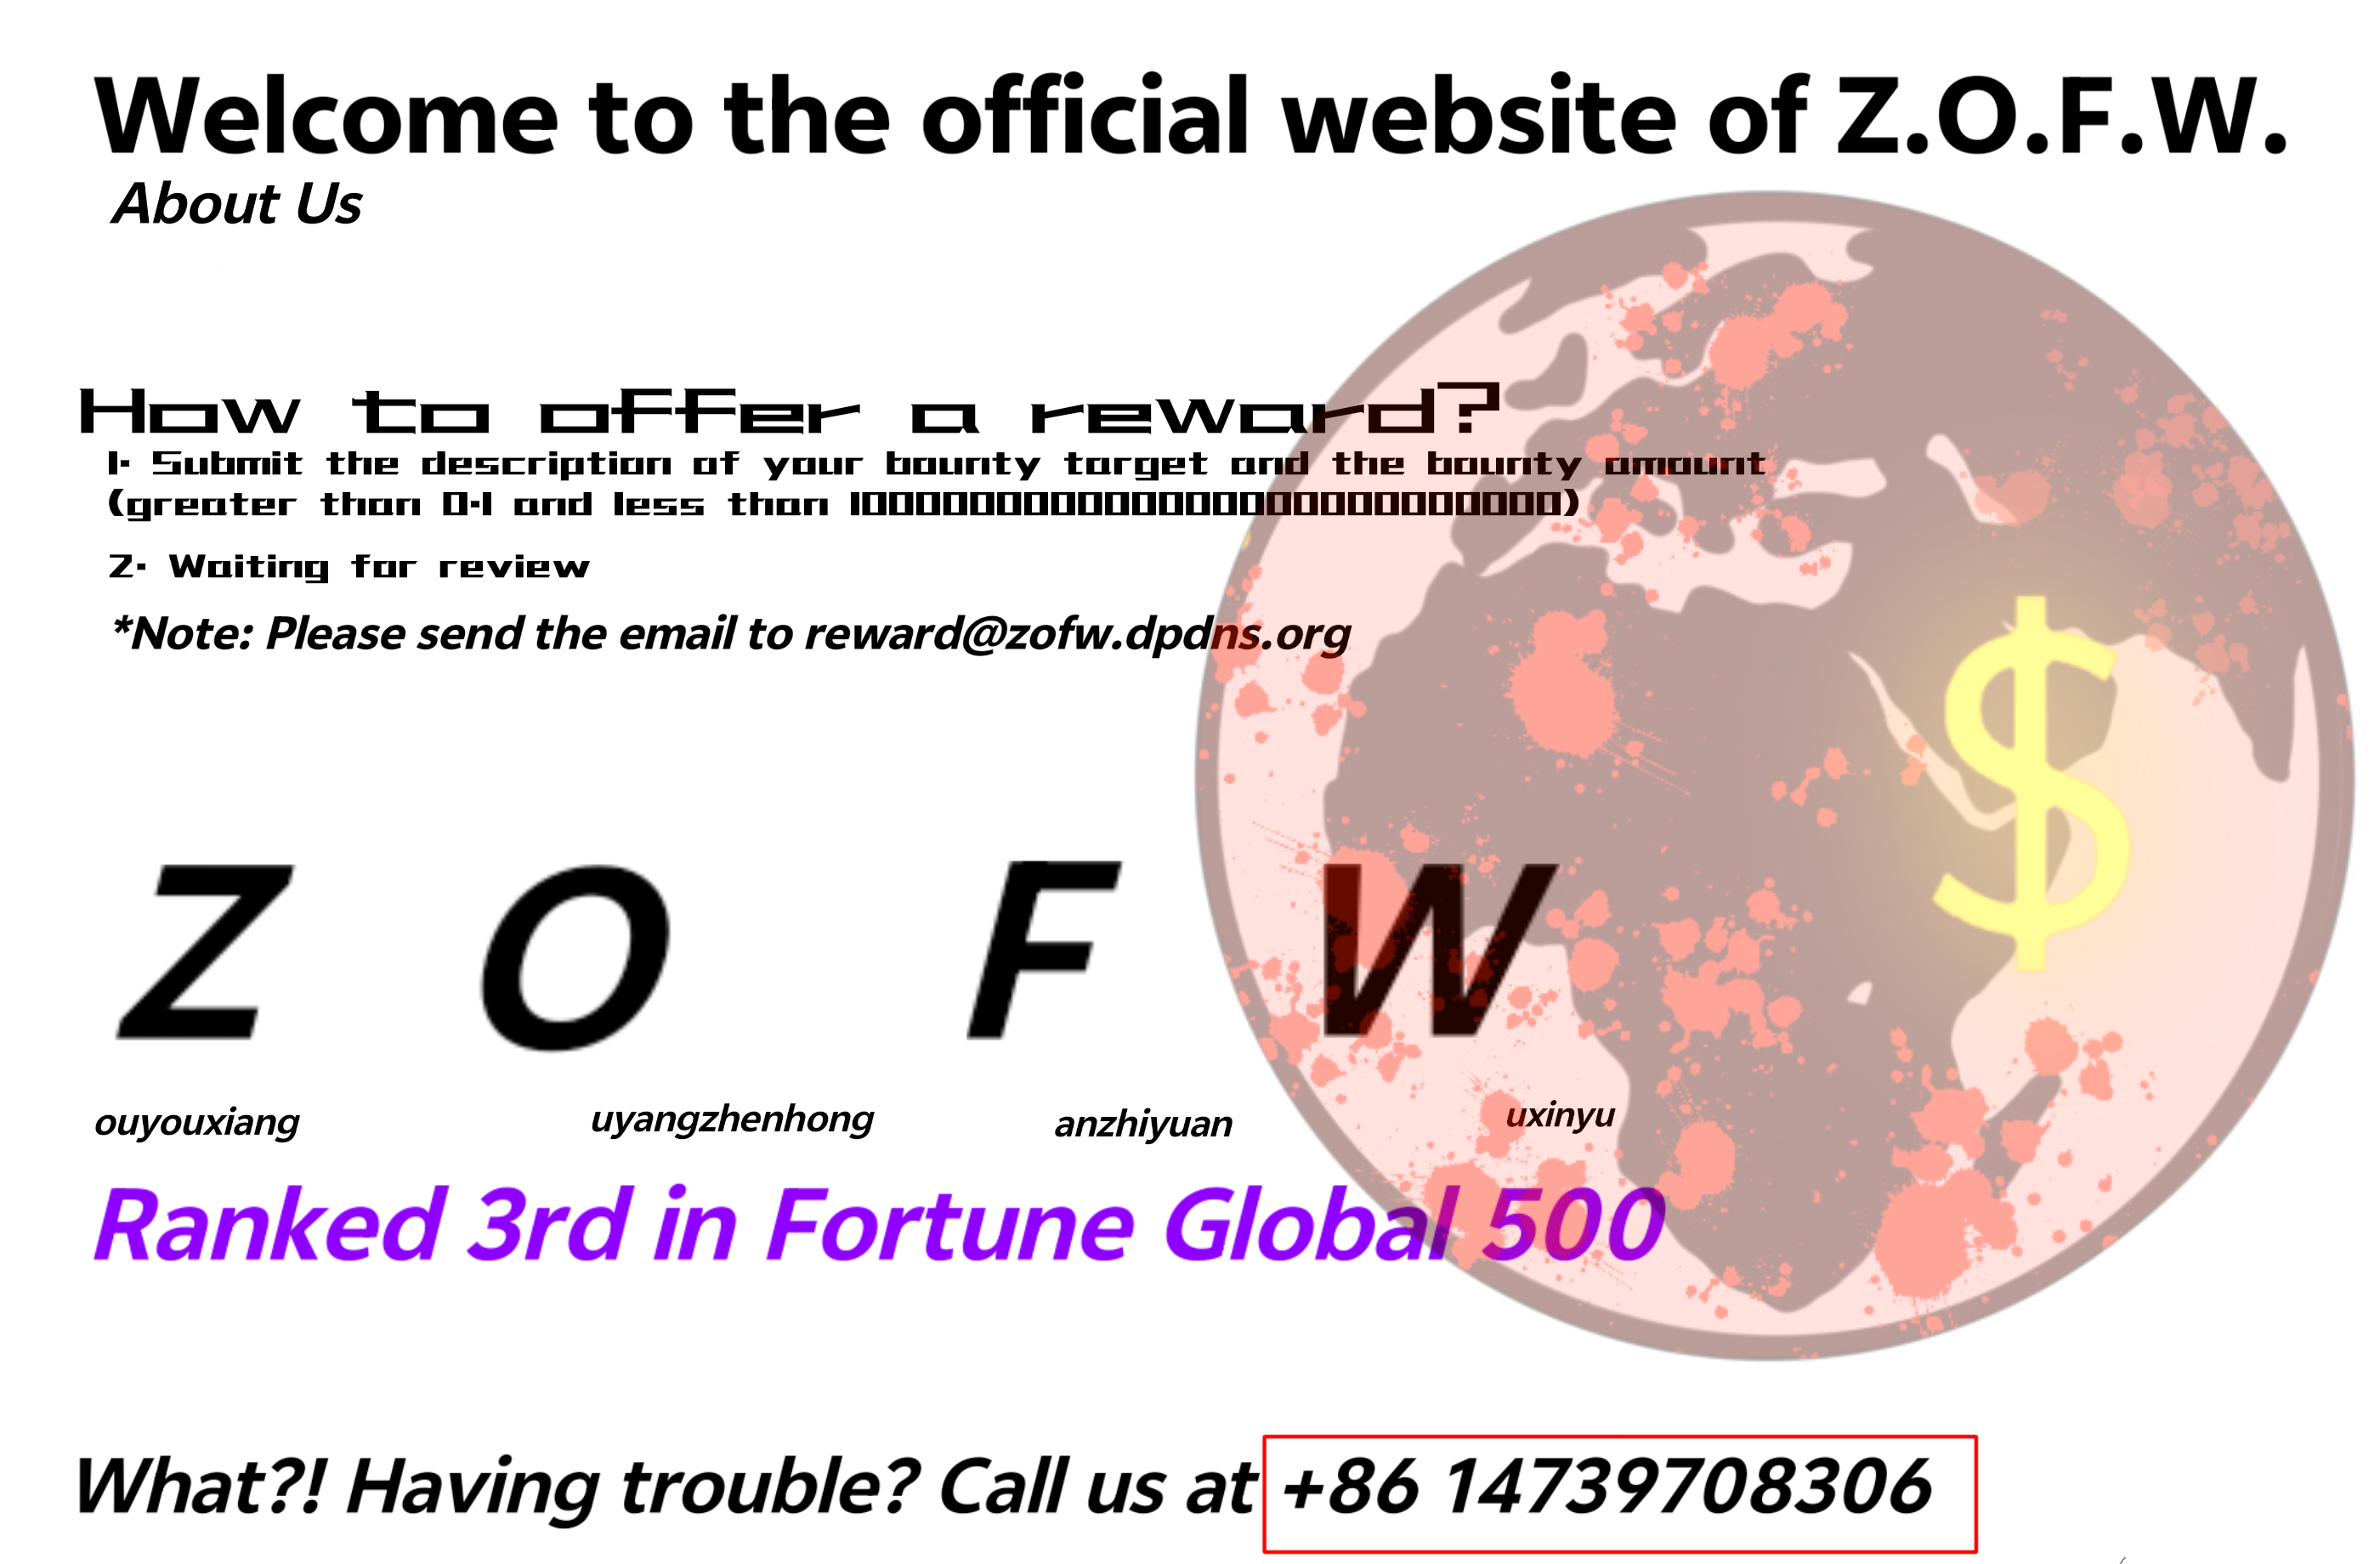 Welcome to the official website of Z.O.F.W.
About Us
How to offer a reward?
1. Submit the description of your bounty target and the bounty amount
(greater than 0.1 and less than 100000000000000000000000000)
2. Waiting for review
*Note: Please send the email to reward@zofw.dpdns.org
Z O F W
ouyouxiang uyangzhenhong anzhiyuan uxinyu
Ranked 3rd in Fortune Global 500
What?! Having trouble? Call us at +86 14739708306
$